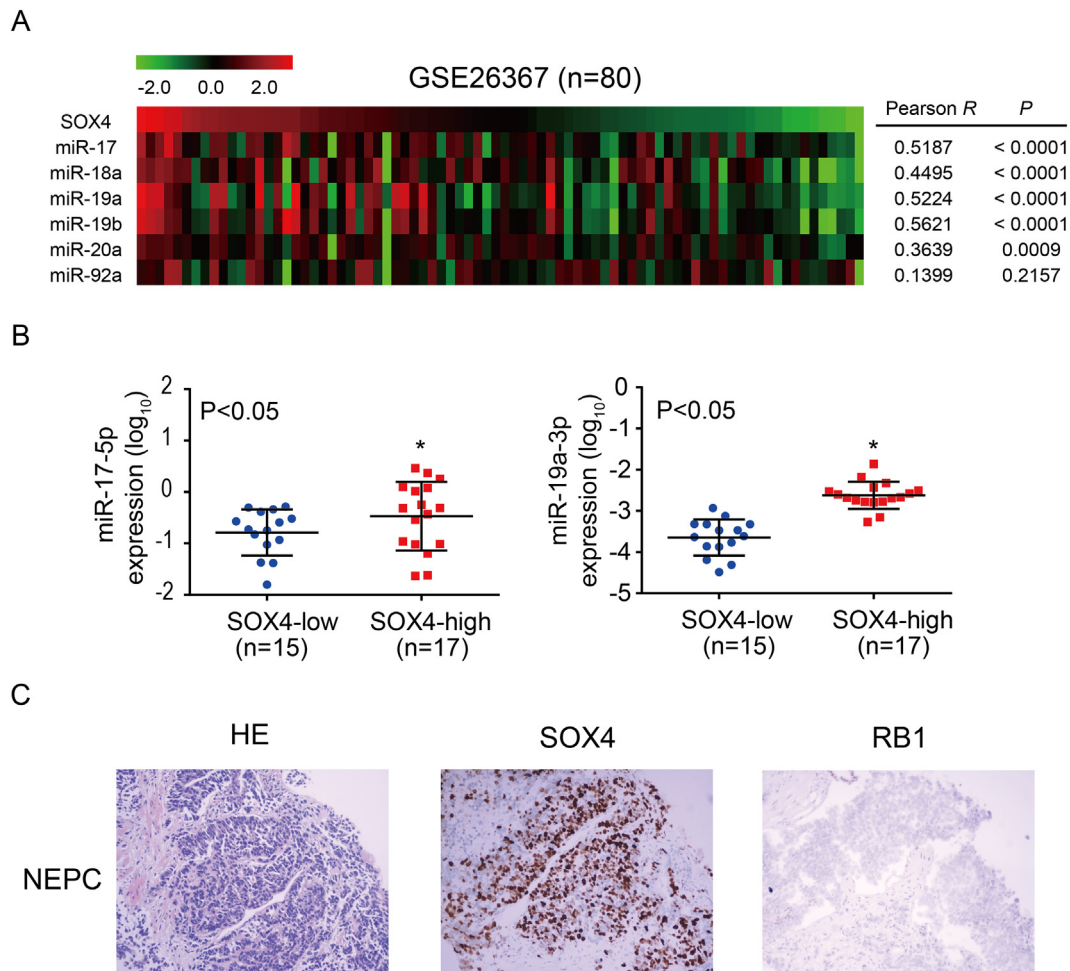 A
-2.0 0.0 2.0
GSE26367 (n=80)
Pearson R P
SOX4
miR-17 0.5187 < 0.0001
miR-18a 0.4495 < 0.0001
miR-19a 0.5224 < 0.0001
miR-19b 0.5621 < 0.0001
miR-20a 0.3639 0.0009
miR-92a 0.1399 0.2157
B
miR-17-5p
expression (log10)
2
1
0
-1
-2
P<0.05
*
SOX4-low SOX4-high
(n=15) (n=17)
miR-19a-3p
expression (log10)
0
-1
-2
-3
-4
-5
P<0.05
*
SOX4-low SOX4-high
(n=15) (n=17)
C
HE SOX4 RB1
NEPC